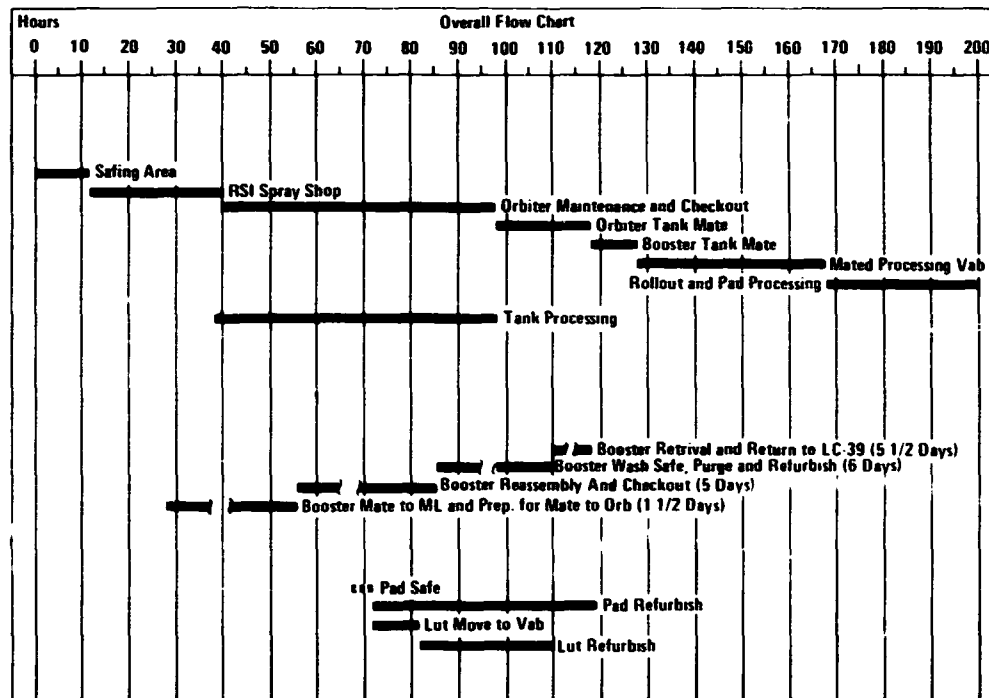 Hours Overall Flow Chart
0 10 20 30 40 50 60 70 80 90 100 110 120 130 140 150 160 170 180 190 200
Safing Area
RSI Spray Shop
Orbiter Maintenance and Checkout
Orbiter Tank Mate
Booster Tank Mate
Mated Processing Vab
Rollout and Pad Processing
Tank Processing
Booster Retrival and Return to LC-39 (5 1/2 Days)
Booster Wash Safe, Purge and Refurbish (6 Days)
Booster Reassembly And Checkout (5 Days)
Booster Mate to ML and Prep. for Mate to Orb (1 1/2 Days)
Pad Safe
Pad Refurbish
Lut Move to Vab
Lut Refurbish